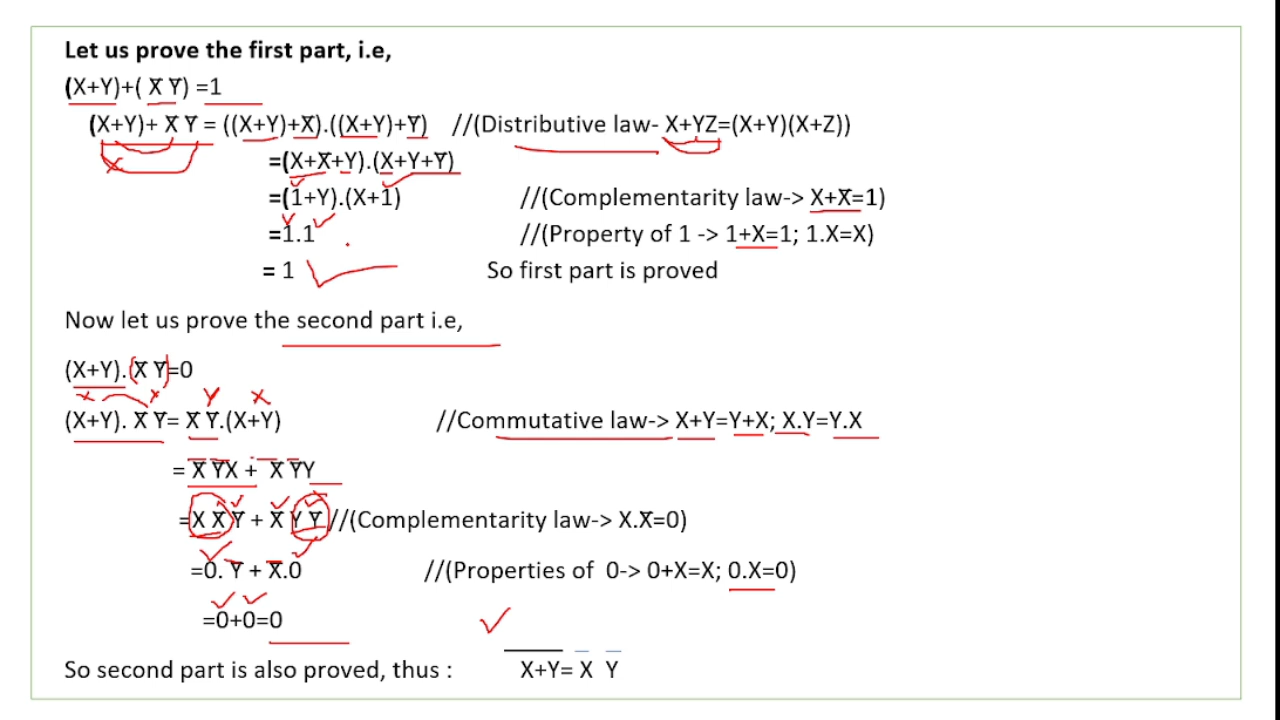 Let us prove the first part, i.e,
(X+Y)+( X̅ Y̅) =1
(X+Y)+ X̅ Y̅ = ((X+Y)+X̅).((X+Y)+Y̅) //(Distributive law- X+YZ=(X+Y)(X+Z))
=(X+X̅+Y).(X+Y+Y̅)
=(1+Y).(X+1) //(Complementarity law-> X+X̅=1)
=1.1 //(Property of 1 -> 1+X=1; 1.X=X)
= 1 So first part is proved
Now let us prove the second part i.e,
(X+Y).(X̅ Y̅)=0
(X+Y). X̅ Y̅= X̅ Y̅.(X+Y) //Commutative law-> X+Y=Y+X; X.Y=Y.X
= X̅ Y̅X + X̅ Y̅Y
=X X̅ Y̅ + X̅ Y Y̅ //(Complementarity law-> X.X̅=0)
=0. Y̅ + X̅.0 //(Properties of 0-> 0+X=X; 0.X=0)
=0+0=0
So second part is also proved, thus : X̅+̅Y̅= X̅ Y̅